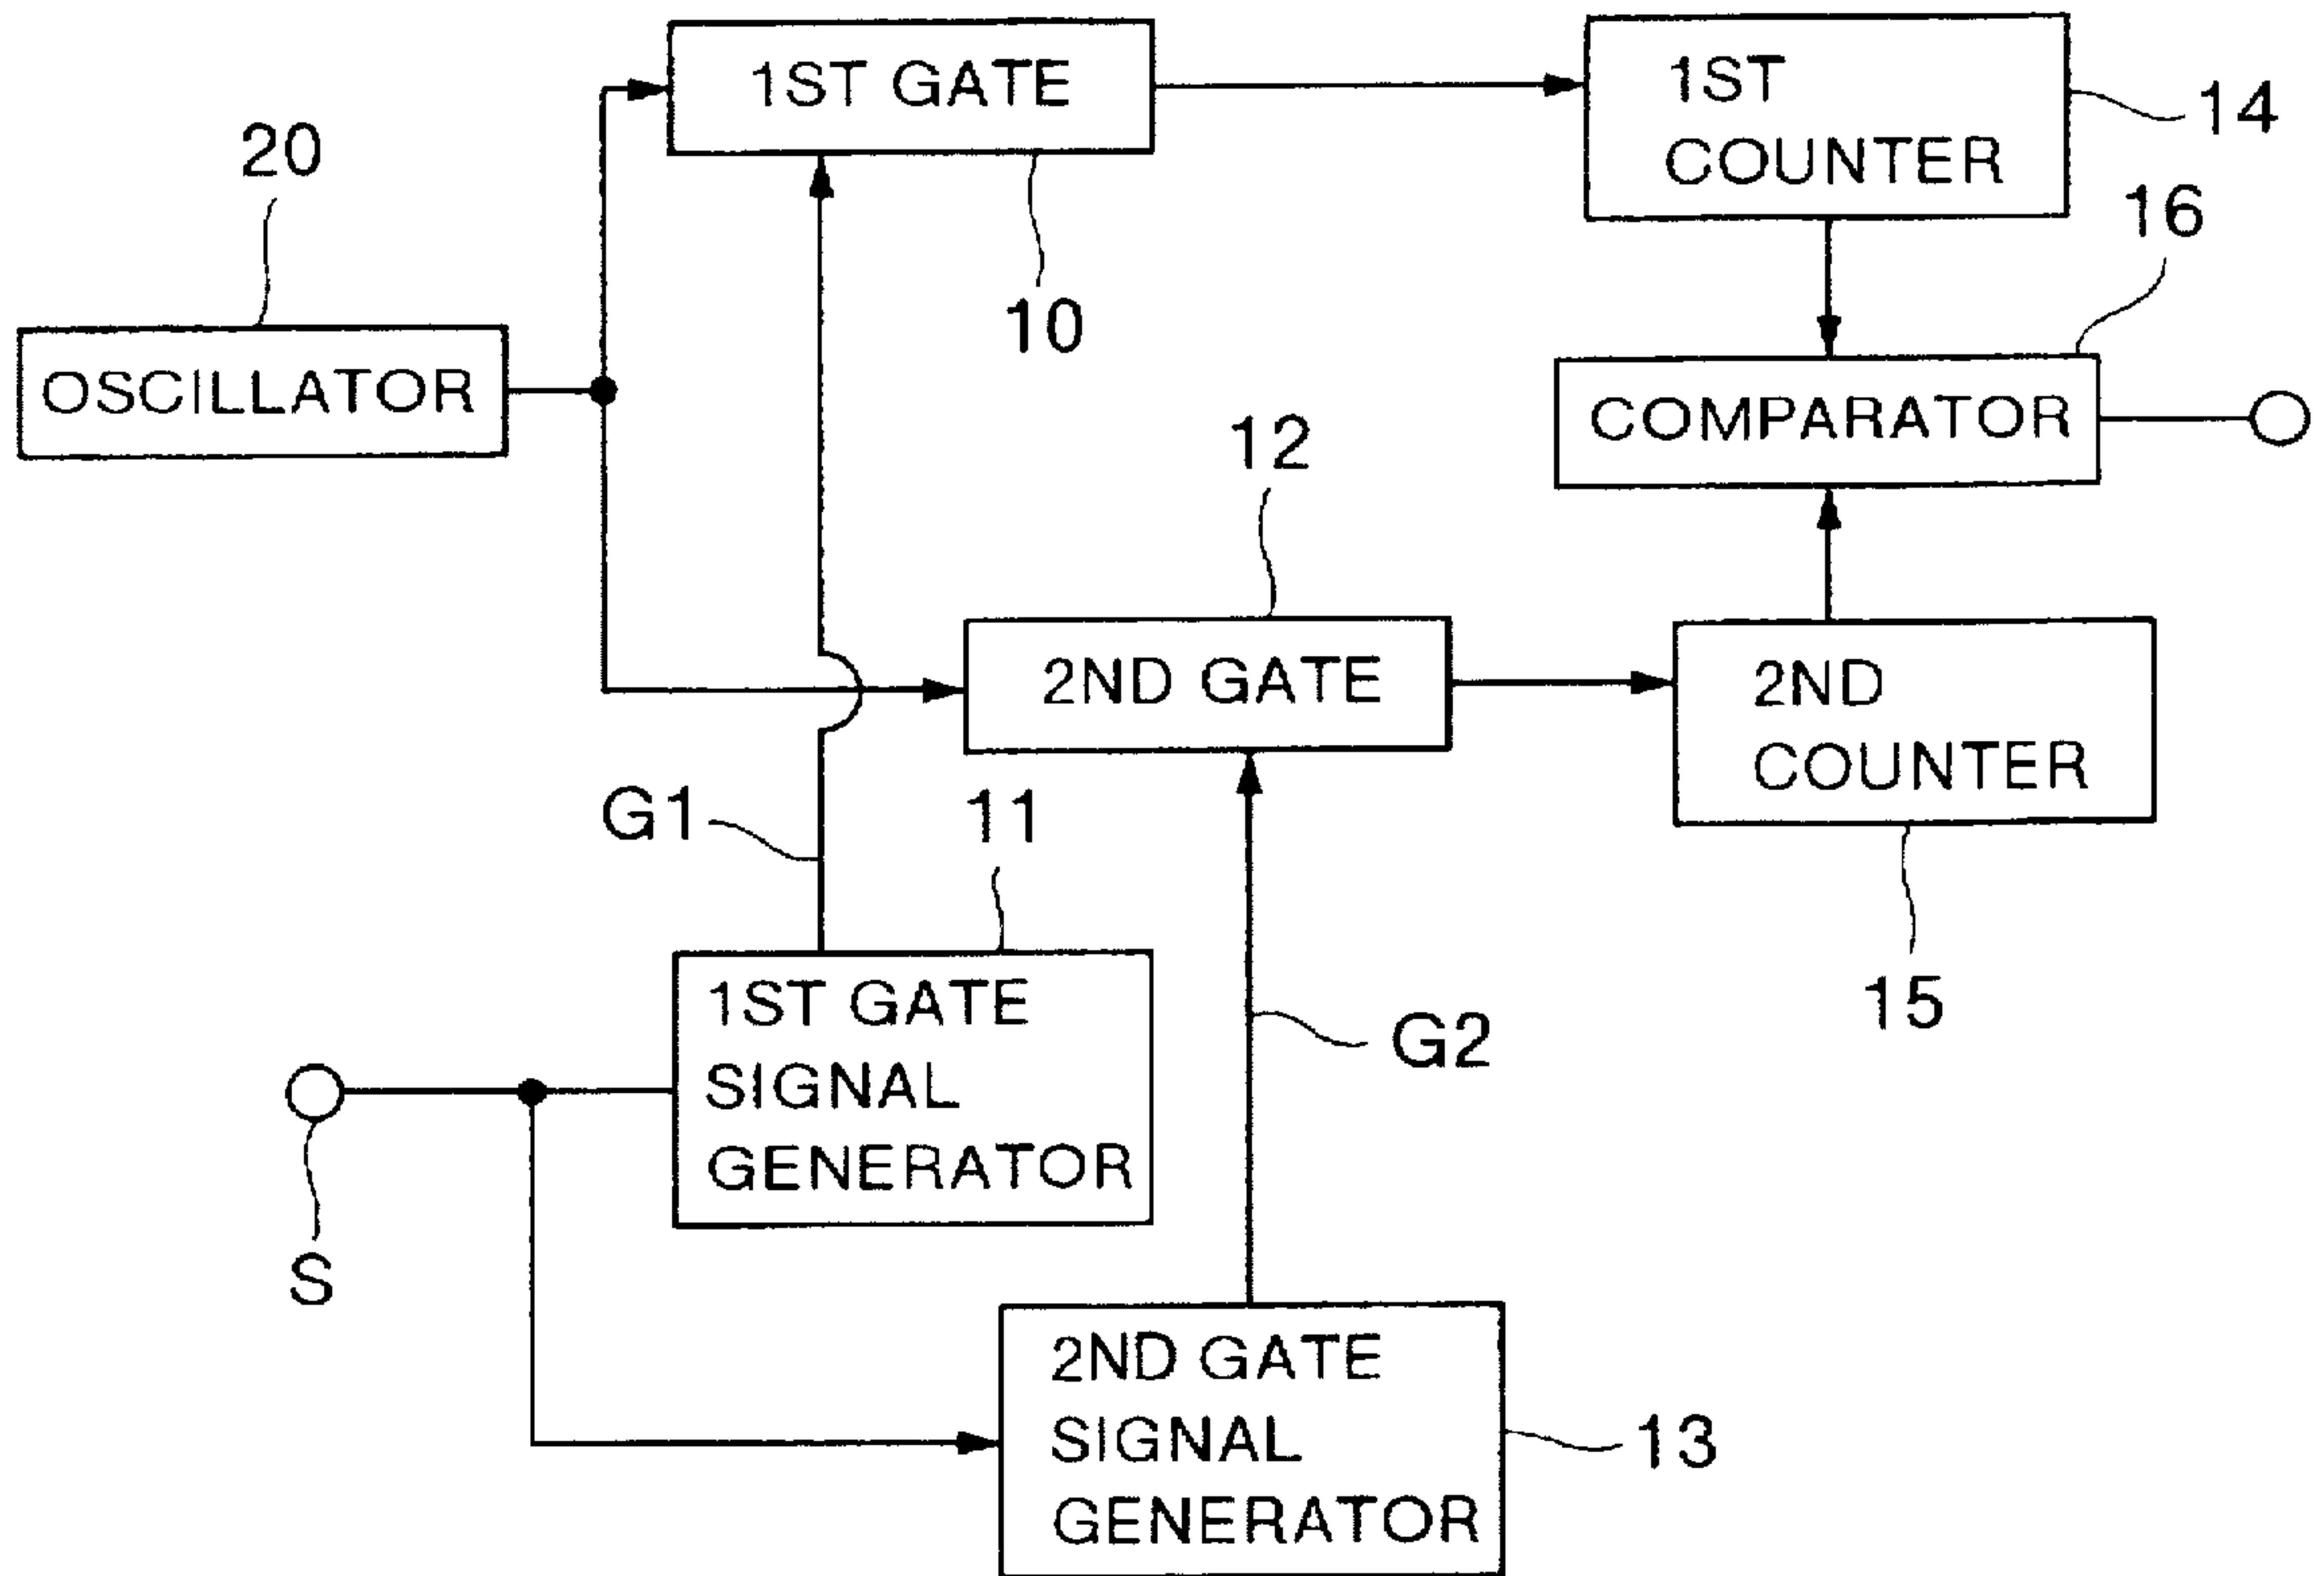 1ST GATE
1ST
COUNTER
14
20
10
16
OSCILLATOR
COMPARATOR
12
2ND GATE
2ND
COUNTER
G1
11
15
1ST GATE
SIGNAL
GENERATOR
G2
S
2ND GATE
SIGNAL
GENERATOR
13